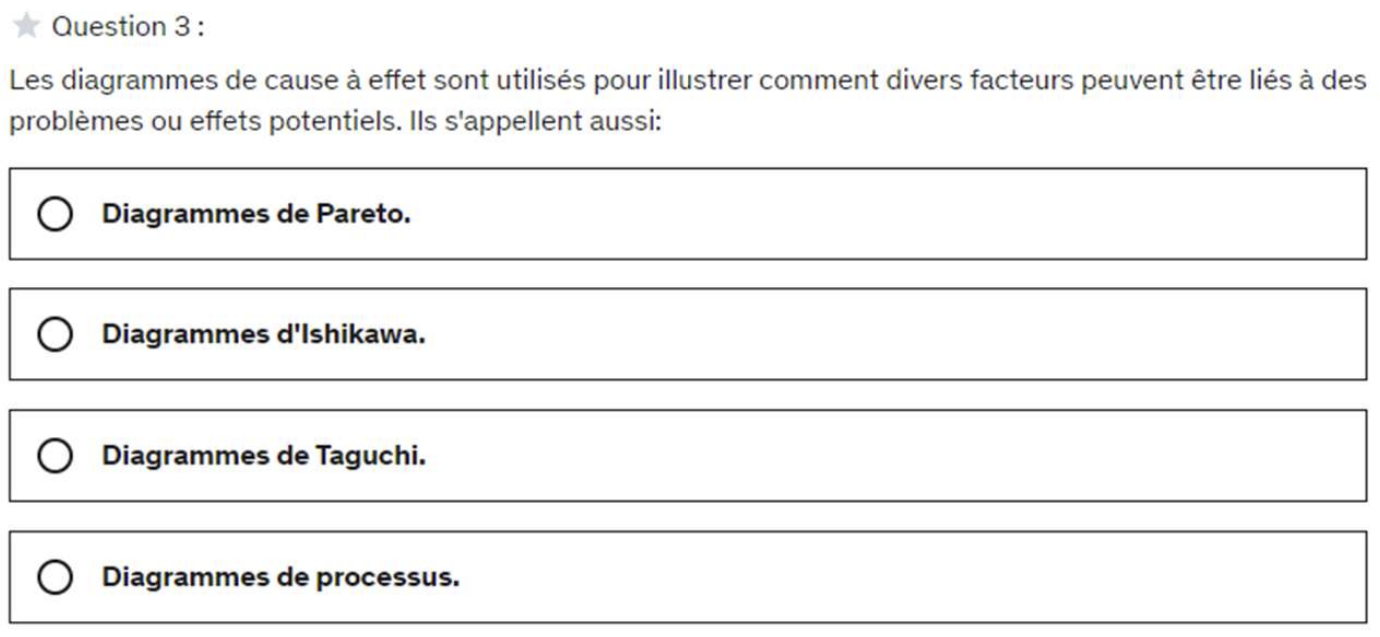 Question 3 :
Les diagrammes de cause à effet sont utilisés pour illustrer comment divers facteurs peuvent être liés à des
problèmes ou effets potentiels. Ils s'appellent aussi:
Diagrammes de Pareto.
Diagrammes d'Ishikawa.
Diagrammes de Taguchi.
Diagrammes de processus.